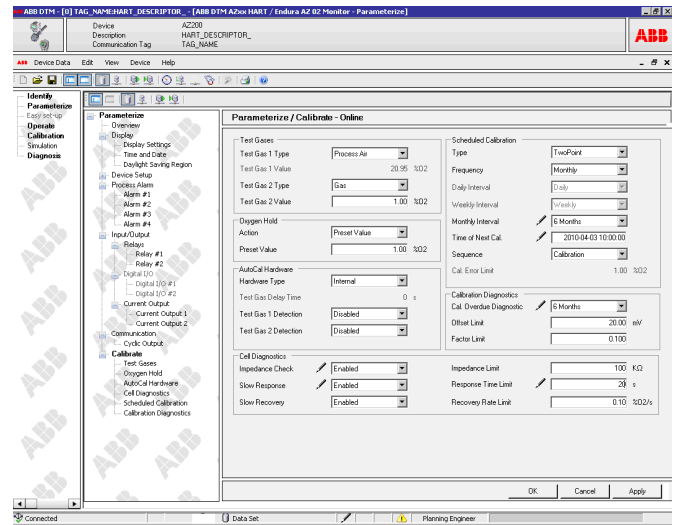 ABB DTM - [0] TAG_NAME:HART_DESCRIPTOR_ - [ABB DTM AZxx HART / Endura AZ 02 Monitor - Parameterize]
Device AZ200
Description HART_DESCRIPTOR_
Communication Tag TAG_NAME
ABB
ABB Device Data Edit View Device Help
Identify
Parameterize
Easy set-up
Operate
Calibration
Simulation
Diagnosis
Parameterize
Overview
Display
Display Settings
Time and Date
Daylight Saving Region
Device Setup
Process Alarm
Alarm #1
Alarm #2
Alarm #3
Alarm #4
Input/Output
Relays
Relay #1
Relay #2
Digital I/O
Digital I/O #1
Digital I/O #2
Current Output
Current Output 1
Current Output 2
Communication
Cyclic Output
Calibrate
Test Gases
Oxygen Hold
AutoCal Hardware
Cell Diagnostics
Scheduled Calibration
Calibration Diagnostics
Parameterize / Calibrate - Online
Test Gases
Test Gas 1 Type Process Air
Test Gas 1 Value 20.95 %O2
Test Gas 2 Type Gas
Test Gas 2 Value 1.00 %O2
Oxygen Hold
Action Preset Value
Preset Value 1.00 %O2
AutoCal Hardware
Hardware Type Internal
Test Gas Delay Time 0 s
Test Gas 1 Detection Disabled
Test Gas 2 Detection Disabled
Scheduled Calibration
Type TwoPoint
Frequency Monthly
Daily Interval Daily
Weekly Interval Weekly
Monthly Interval 6 Months
Time of Next Cal. 2010-04-03 10:00:00
Sequence Calibration
Cal. Error Limit 1.00 %O2
Calibration Diagnostics
Cal. Overdue Diagnostic 6 Months
Offset Limit 20.00 mV
Factor Limit 0.100
Cell Diagnostics
Impedance Check Enabled Impedance Limit 100 KΩ
Slow Response Enabled Response Time Limit 20 s
Slow Recovery Enabled Recovery Rate Limit 0.10 %O2/s
OK Cancel Apply
Connected Data Set Planning Engineer